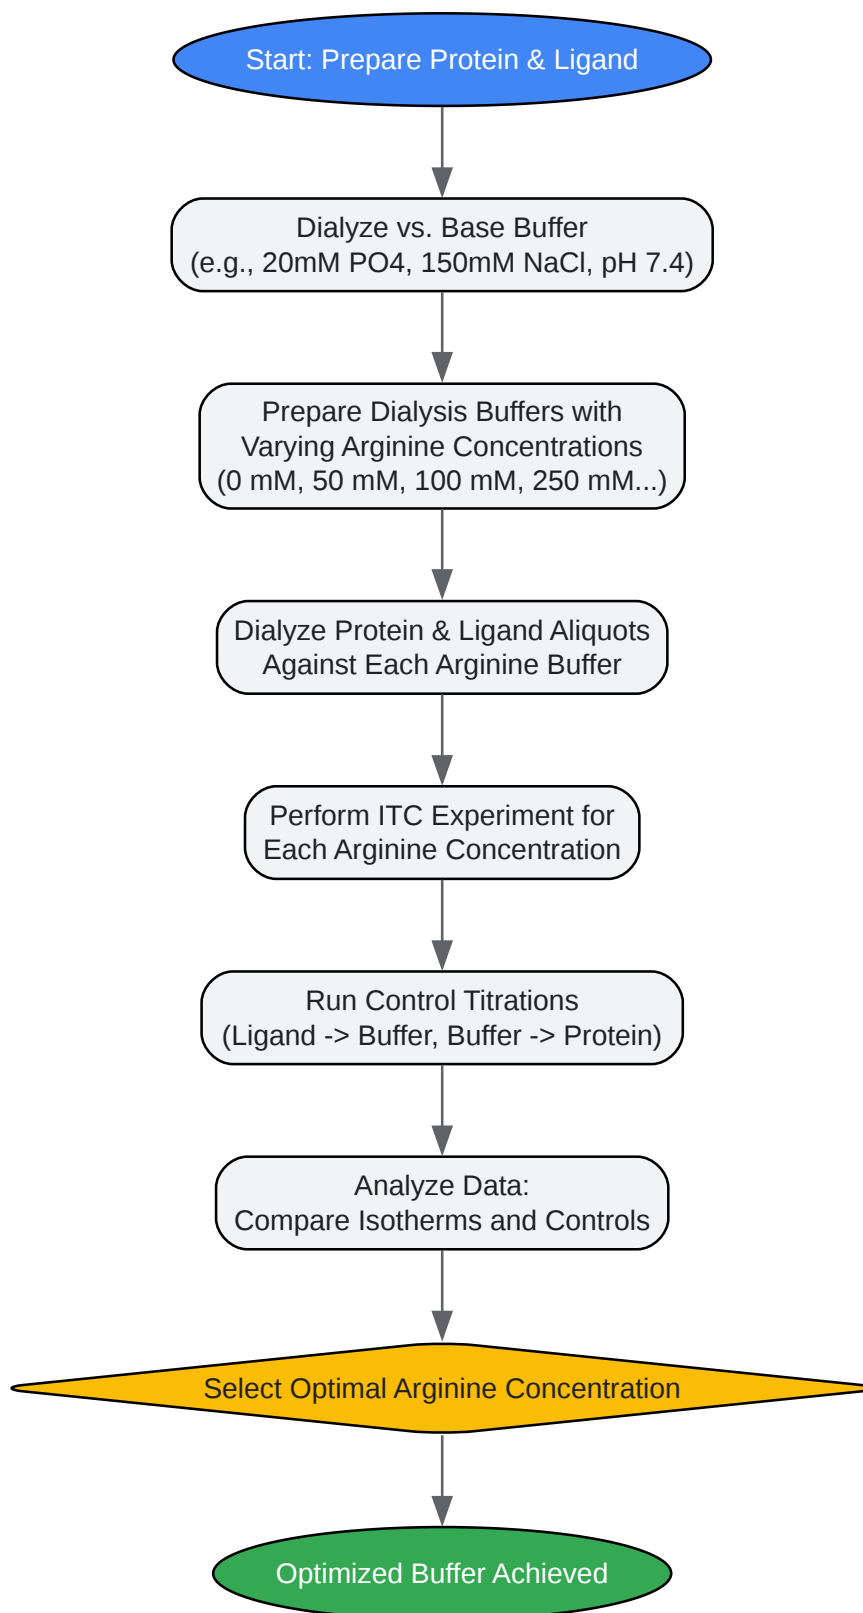 Start: Prepare Protein & Ligand
Dialyze vs. Base Buffer
(e.g., 20mM PO4, 150mM NaCl, pH 7.4)
Prepare Dialysis Buffers with
Varying Arginine Concentrations
(0 mM, 50 mM, 100 mM, 250 mM...)
Dialyze Protein & Ligand Aliquots
Against Each Arginine Buffer
Perform ITC Experiment for
Each Arginine Concentration
Run Control Titrations
(Ligand -> Buffer, Buffer -> Protein)
Analyze Data:
Compare Isotherms and Controls
Select Optimal Arginine Concentration
Optimized Buffer Achieved